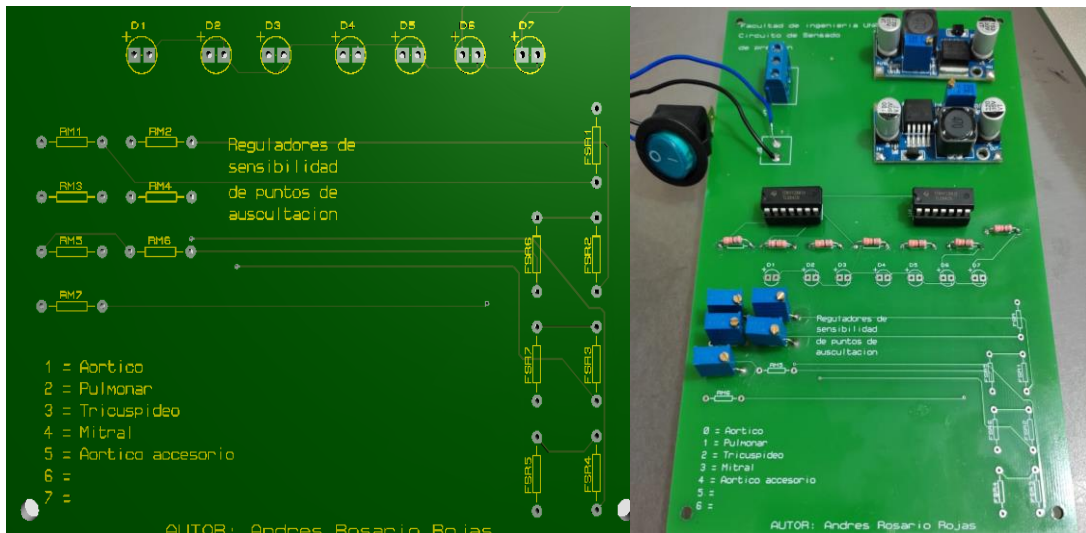 D1 D2 D3 D4 D5 D6 D7
RM1 RM2
RM3 RM4
RM5 RM6
RM7
FSR1
FSR6 FSR2
FSR7 FSR3
FSR5 FSR4
Reguladores de
sensibilidad
de puntos de
auscultacion
1 = Aortico
2 = Pulmonar
3 = Tricuspideo
4 = Mitral
5 = Aortico accesorio
6 =
7 =
AUTOR: Andres Rosario Rojas
Facultad de ingenieria
Circuito de Sensado
de
O I
D1 D2 D3 D4 D5 D6 D7
Reguladores de
sensibilidad
de puntos de
auscultacion
0 = Aortico
1 = Pulmonar
2 = Tricuspideo
3 = Mitral
4 = Aortico accesorio
5 =
6 =
AUTOR: Andres Rosario Rojas